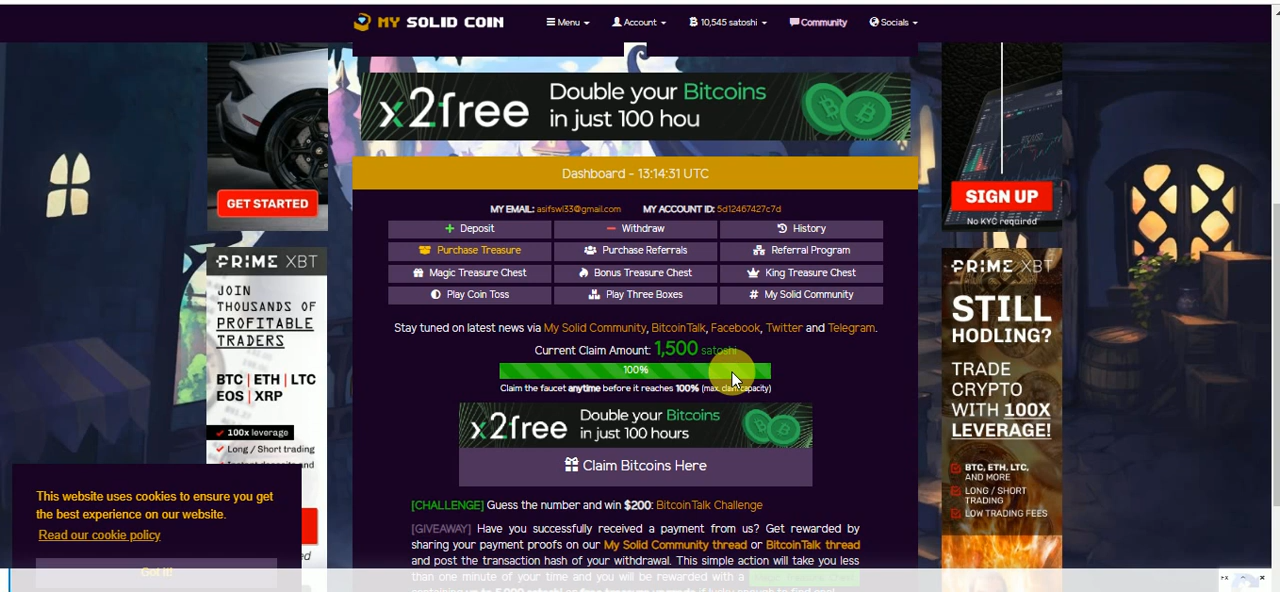 MY SOLID COIN
Menu
Account
10,545 satoshi
Community
Socials
x2free
Double your Bitcoins
in just 100 hou
Dashboard - 13:14:31 UTC
MY EMAIL: asifswl33@gmail.com MY ACCOUNT ID: 5d12467427c7d
Deposit
Withdraw
History
Purchase Treasure
Purchase Referrals
Referral Program
Magic Treasure Chest
Bonus Treasure Chest
King Treasure Chest
Play Coin Toss
Play Three Boxes
# My Solid Community
Stay tuned on latest news via My Solid Community, BitcoinTalk, Facebook, Twitter and Telegram.
Current Claim Amount: 1,500 satoshi
100%
Claim the faucet anytime before it reaches 100% (max. claim capacity)
x2free
Double your Bitcoins
in just 100 hours
Claim Bitcoins Here
[CHALLENGE] Guess the number and win $200: BitcoinTalk Challenge
[GIVEAWAY] Have you successfully received a payment from us? Get rewarded by
sharing your payment proofs on our My Solid Community thread or BitcoinTalk thread
and post the transaction hash of your withdrawal. This simple action will take you less
than one minute of your time and you will be rewarded with a
GET STARTED
PRIME XBT
JOIN
THOUSANDS OF
PROFITABLE
TRADERS
BTC | ETH | LTC
EOS | XRP
100x leverage
Long / Short trading
This website uses cookies to ensure you get
the best experience on our website.
Read our cookie policy
Got it!
SIGN UP
No KYC required
PRIME XBT
STILL
HODLING?
TRADE
CRYPTO
WITH 100X
LEVERAGE!
BTC, ETH, LTC,
AND MORE
LONG / SHORT
TRADING
LOW TRADING FEES